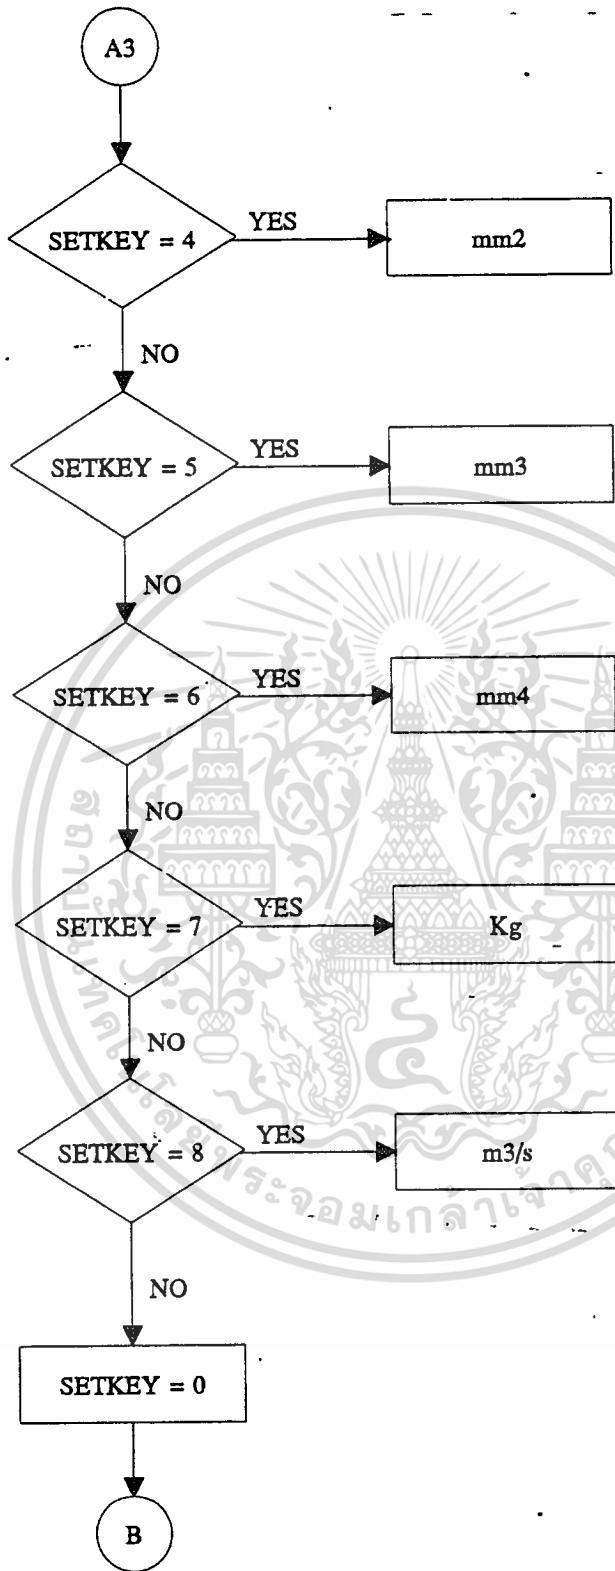 A3
SETKEY = 4
YES
mm2
NO
SETKEY = 5
YES
mm3
NO
SETKEY = 6
YES
mm4
NO
SETKEY = 7
YES
Kg
NO
SETKEY = 8
YES
m3/s
NO
SETKEY = 0
B